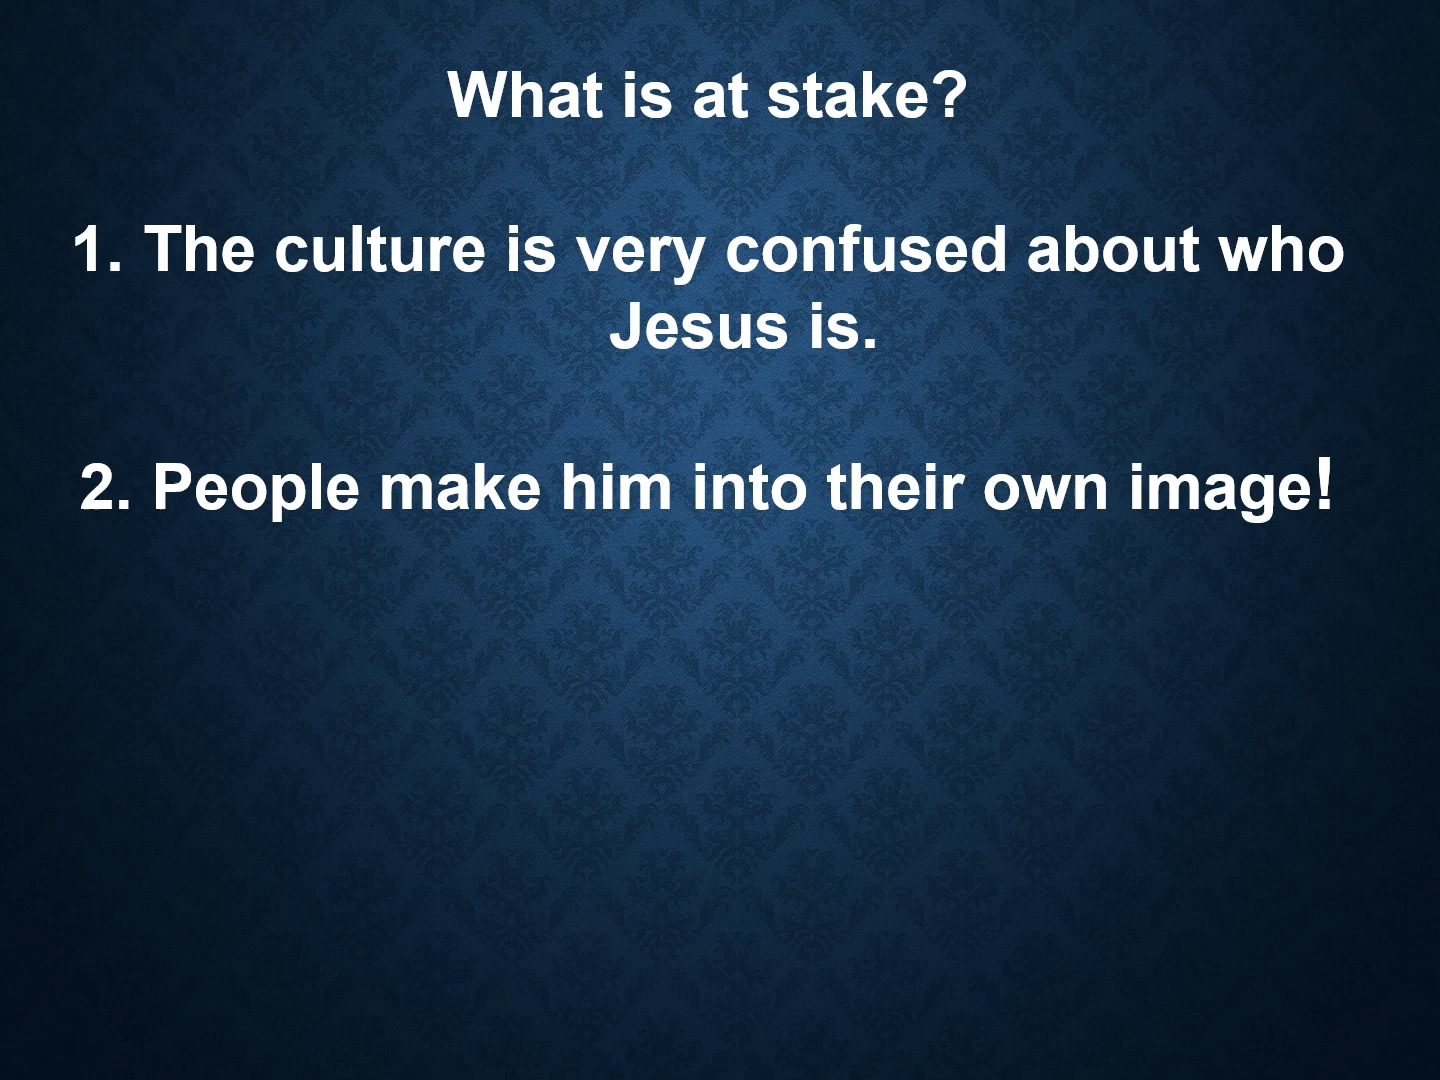 What is at stake?
1. The culture is very confused about who
Jesus is.
2. People make him into their own image!